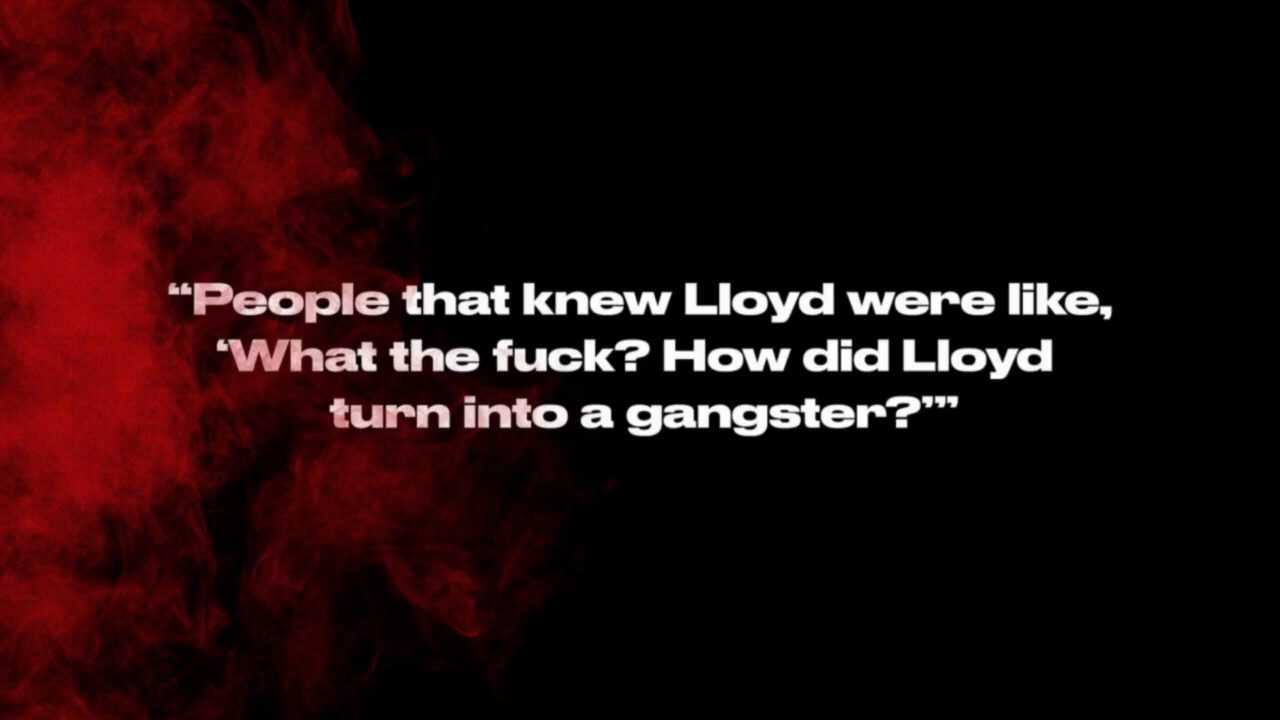 “People that knew Lloyd were like,
‘What the fuck? How did Lloyd
turn into a gangster?’”